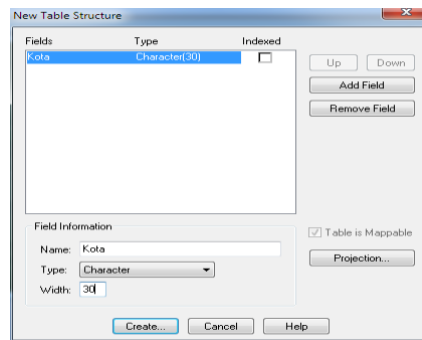 New Table Structure
Fields Type Indexed
Kota Character(30)
Up Down
Add Field
Remove Field
Field Information
Table is Mappable
Name: Kota
Projection...
Type: Character
Width: 30
Create... Cancel Help